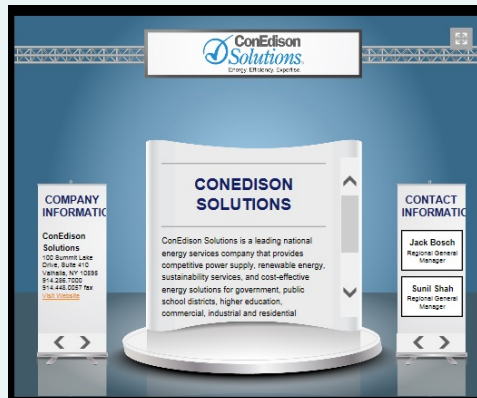 ConEdison
Solutions
Energy. Efficiency. Expertise.
COMPANY
INFORMATIC
ConEdison
Solutions
100 Summit Lake
Drive, Suite 410
Valhalla, NY 10595
914.286.7000
914.448.0057 fax
Visit Website
CONEDISON
SOLUTIONS
ConEdison Solutions is a leading national
energy services company that provides
competitive power supply, renewable energy,
sustainability services, and cost-effective
energy solutions for government, public
school districts, higher education,
commercial, industrial and residential
CONTACT
INFORMATIC
Jack Bosch
Regional General
Manager
Sunil Shah
Regional General
Manager